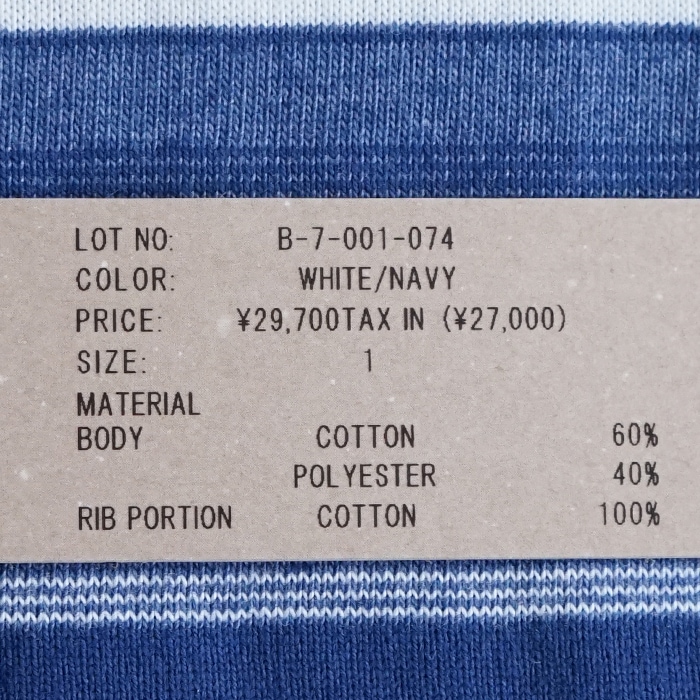 LOT NO: B-7-001-074
COLOR: WHITE/NAVY
PRICE: ¥29,700TAX IN (¥27,000)
SIZE: 1
MATERIAL
BODY COTTON 60%
POLYESTER 40%
RIB PORTION COTTON 100%